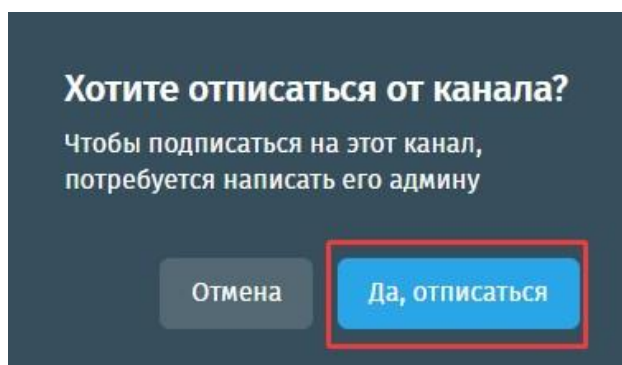 Хотите отписаться от канала?
Чтобы подписаться на этот канал,
потребуется написать его админу
Отмена
Да, отписаться